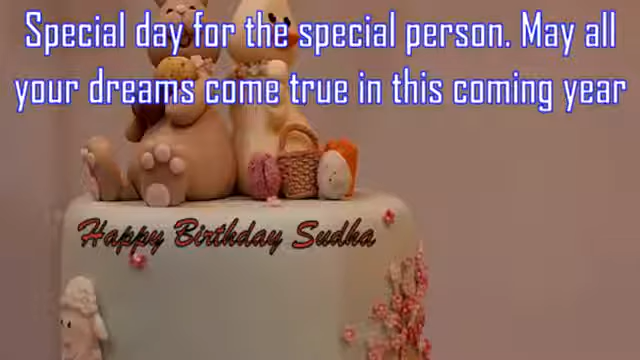 Special day for the special person. May all
your dreams come true in this coming year
Happy Birthday Sudha